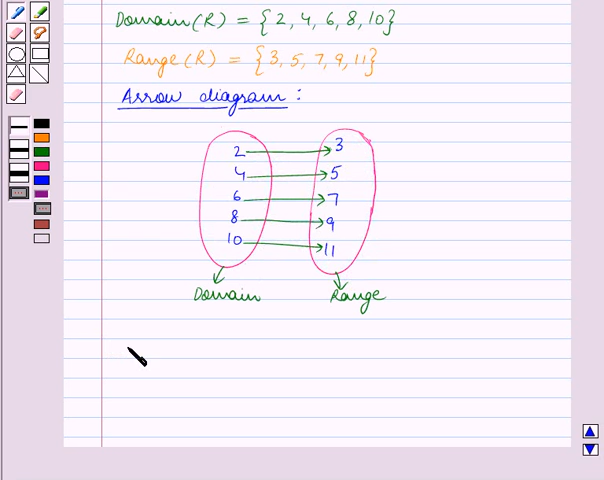 Domain(R) = {2, 4, 6, 8, 10}
Range(R) = {3, 5, 7, 9, 11}
Arrow diagram :
2 → 3
4 → 5
6 → 7
8 → 9
10 → 11
Domain Range